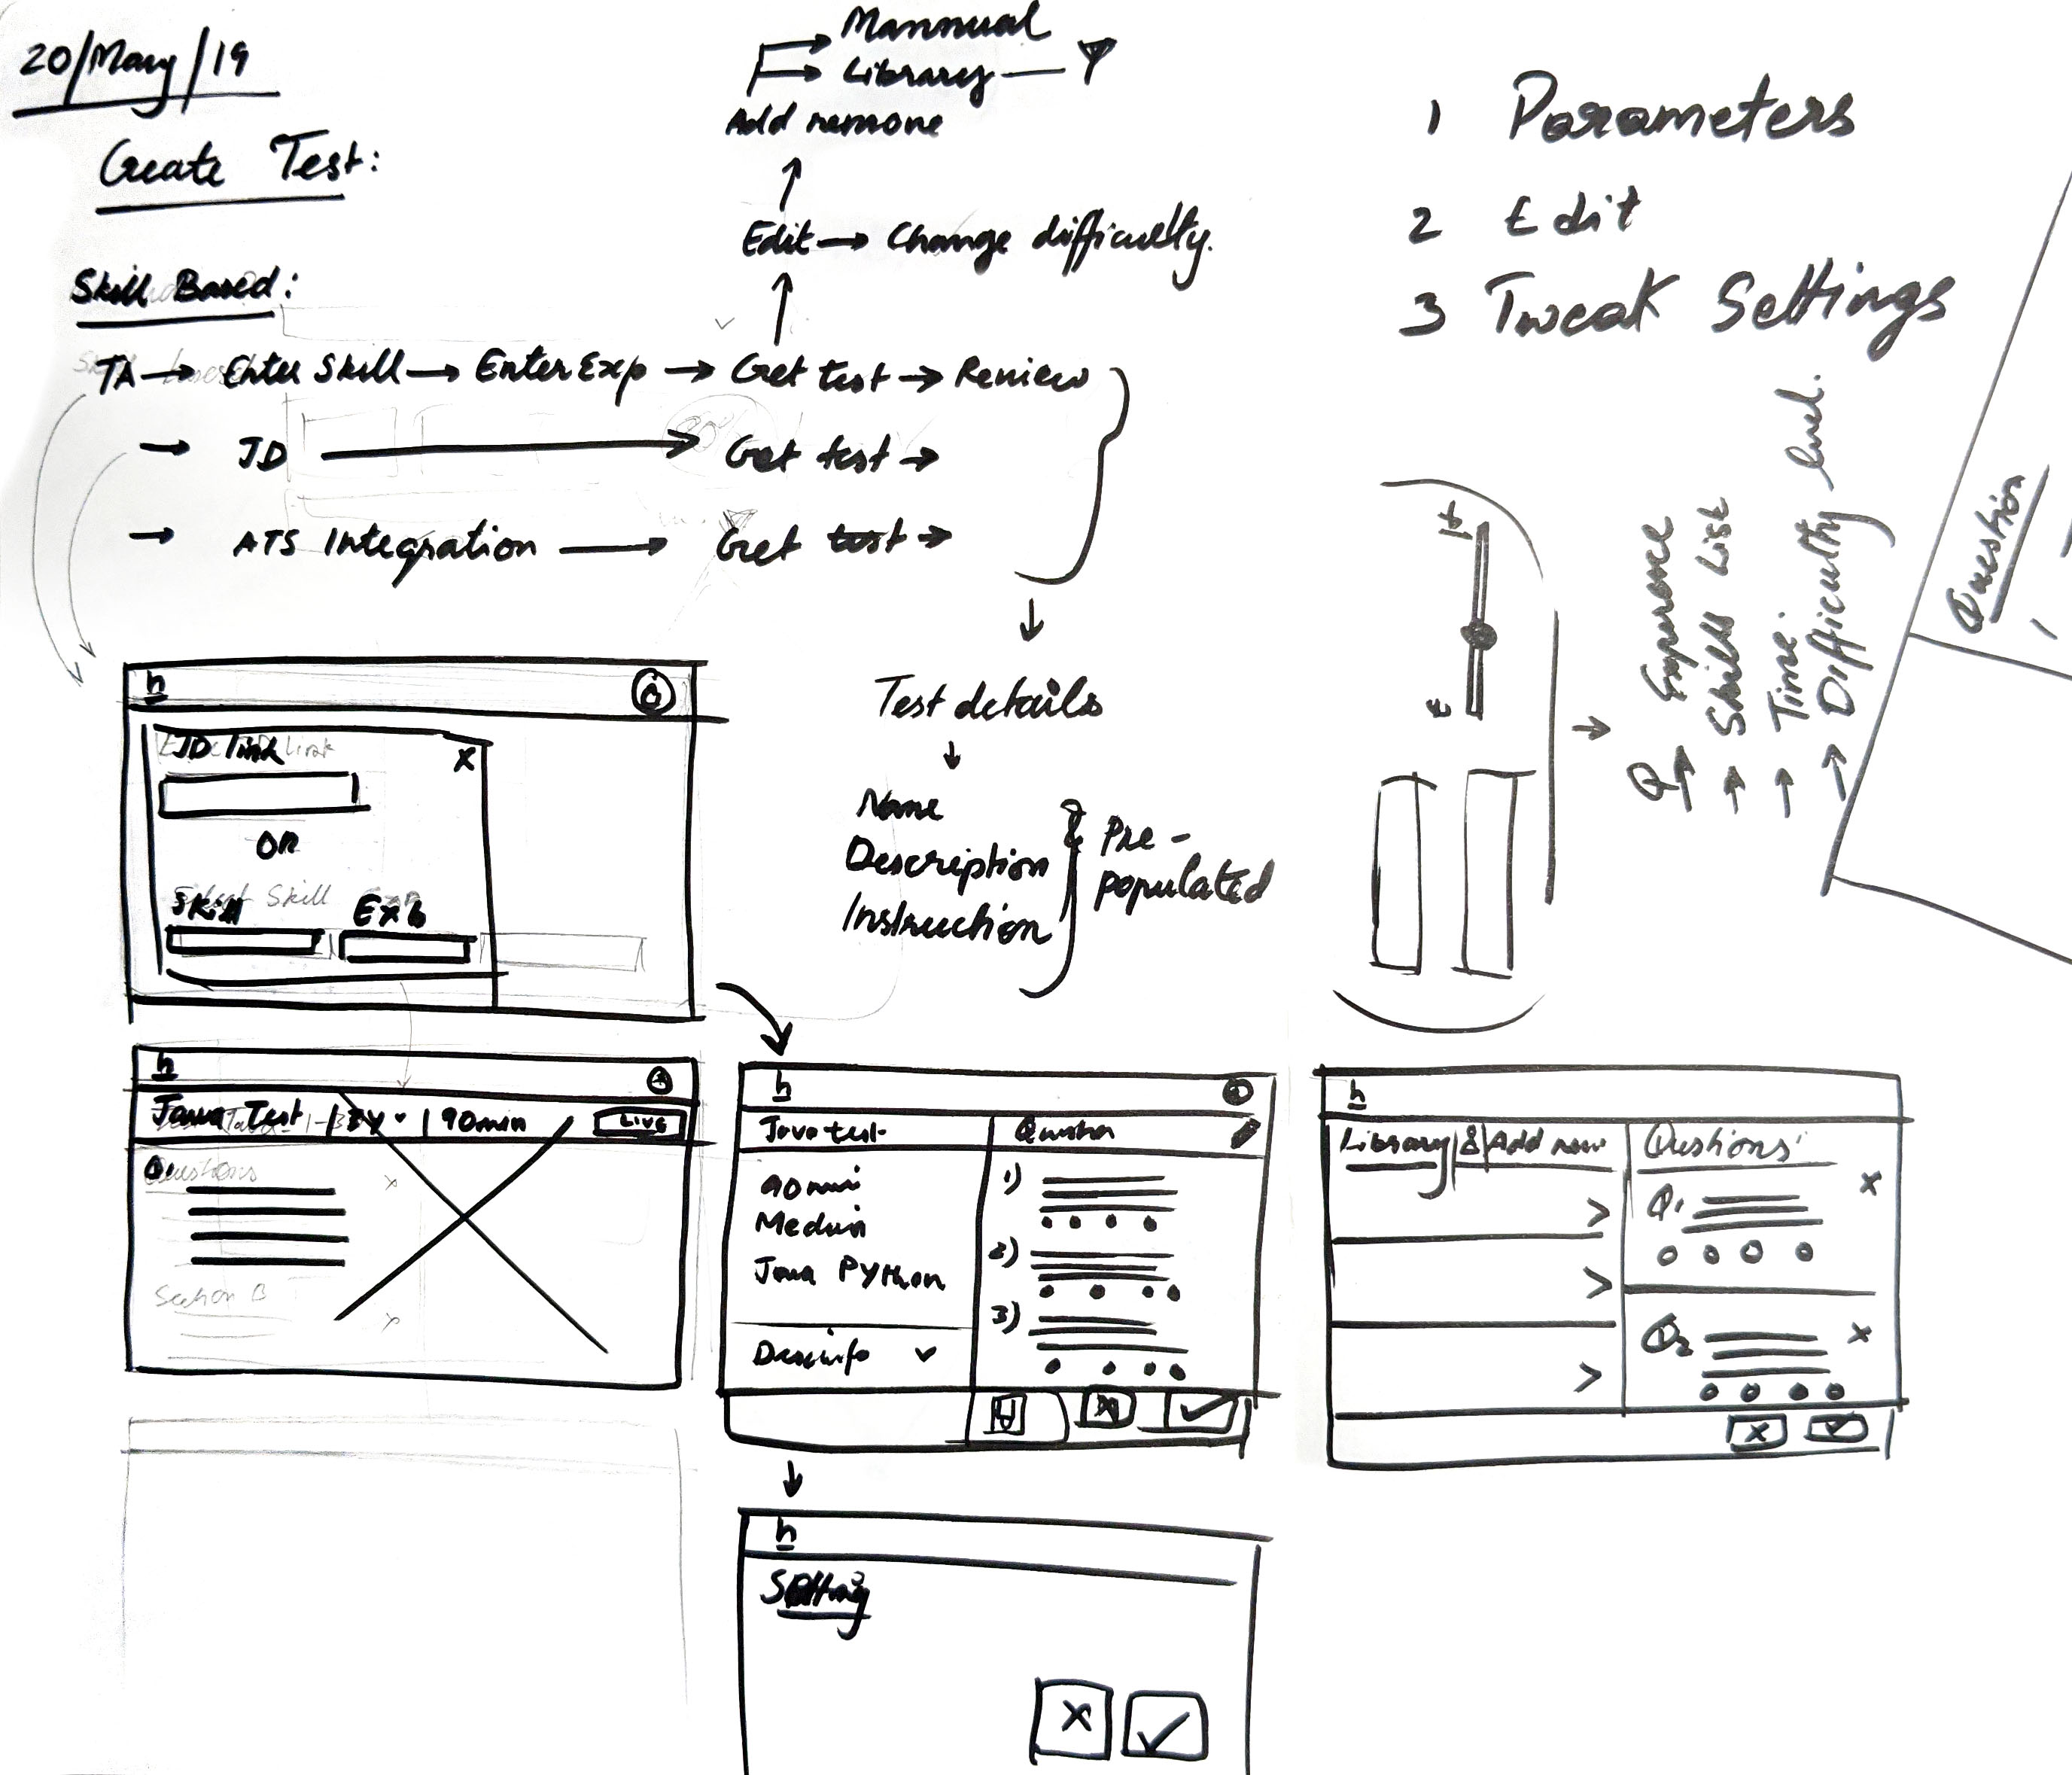 20/May/19
Create Test:
Mannual
Library
Add remove
Edit → Change difficulty.
Skill Based:
TA → Enter Skill → Enter Exp → Get test → Review
→ JD → Get test →
→ ATS Integration → Get test →
Test details
Name
Description
Instruction
Pre-
populated
1 Parameters
2 Edit
3 Tweak Settings
E
H
→ Experience
→ Skills List
→ Time:
→ Difficulty level.
Question
h
JD link
X
OR
Skill Exp
h
Java Test | 3Y | 90min LIVE
Questions
Section B
h
Java test Question
90 min
Medium
Java Python
1)
2)
3)
h
Library & Add new
Questions
Q1 X
Q2 X
X
h
Setting
X